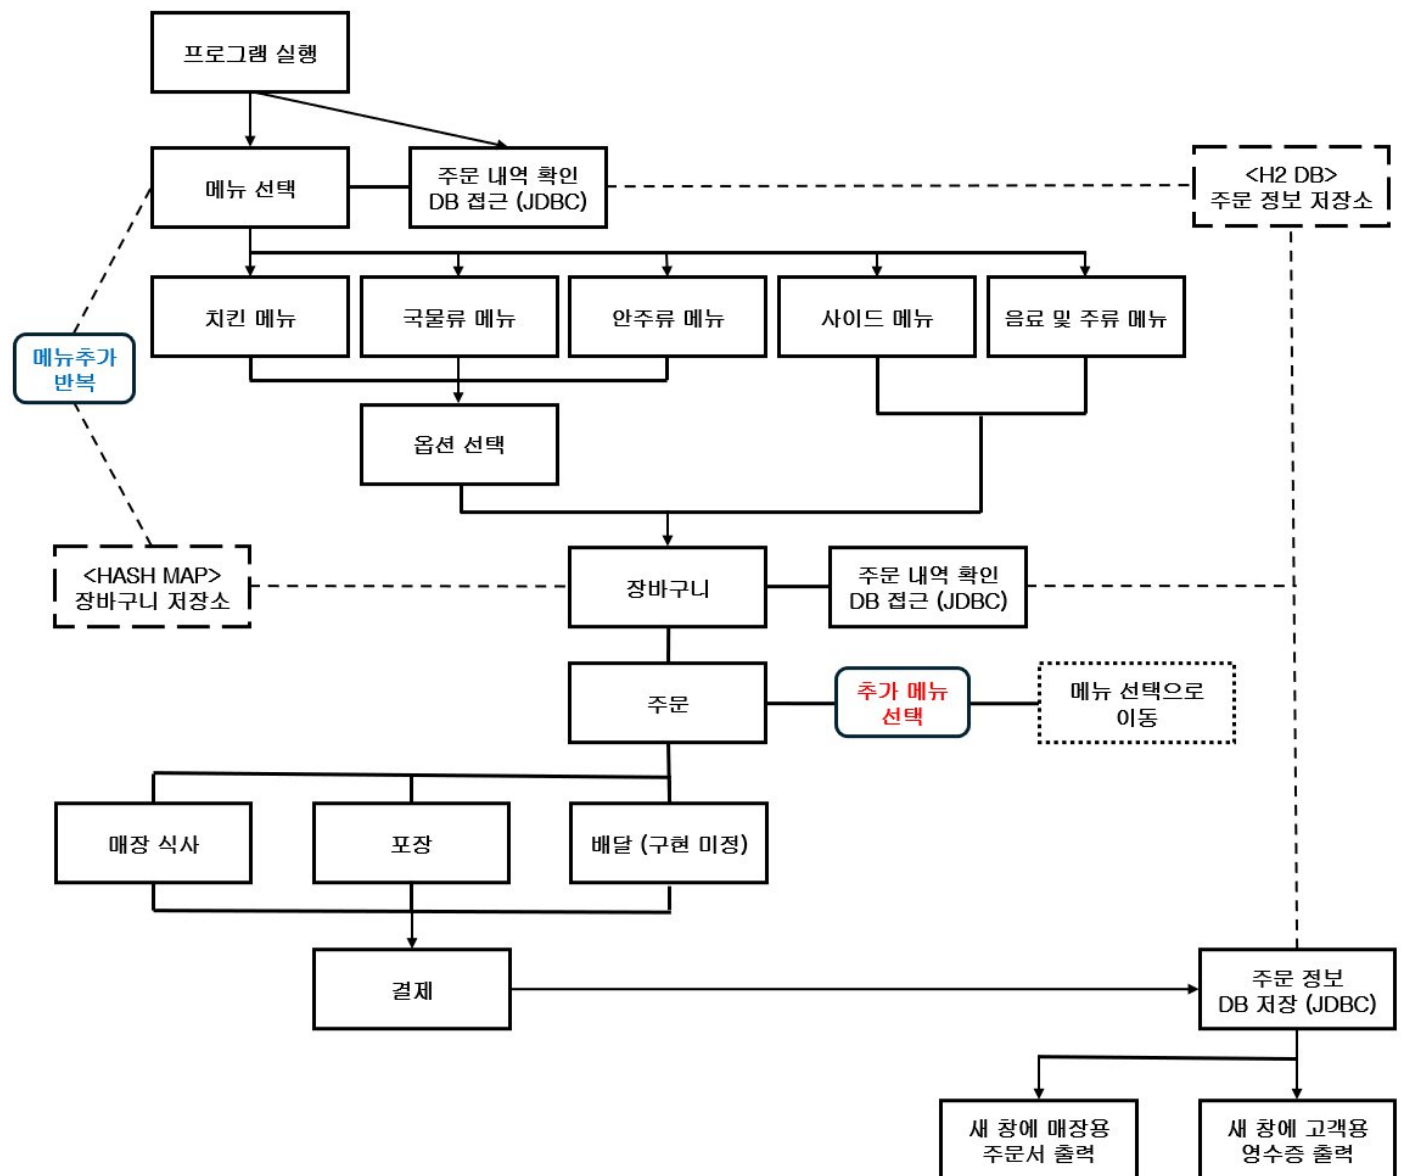 프로그램 실행
메뉴 선택
주문 내역 확인
DB 접근 (JDBC)
<H2 DB>
주문 정보 저장소
치킨 메뉴
국물류 메뉴
안주류 메뉴
사이드 메뉴
음료 및 주류 메뉴
메뉴추가
반복
옵션 선택
<HASH MAP>
장바구니 저장소
장바구니
주문 내역 확인
DB 접근 (JDBC)
주문
추가 메뉴
선택
메뉴 선택으로
이동
매장 식사
포장
배달 (구현 미정)
결제
주문 정보
DB 저장 (JDBC)
새 창에 매장용
주문서 출력
새 창에 고객용
영수증 출력